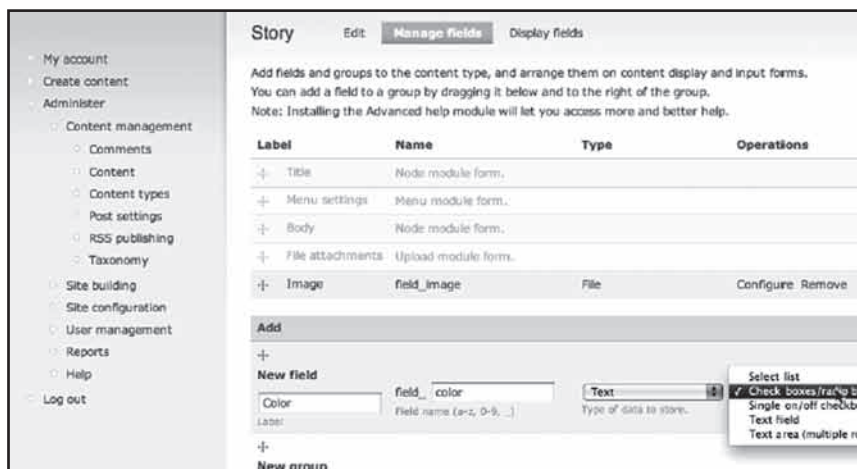 Story Edit Manage fields Display fields
My account
Create content
Administer
Content management
Comments
Content
Content types
Post settings
RSS publishing
Taxonomy
Site building
Site configuration
User management
Reports
Help
Log out
Add fields and groups to the content type, and arrange them on content display and input forms.
You can add a field to a group by dragging it below and to the right of the group.
Note: Installing the Advanced help module will let you access more and better help.
Label Name Type Operations
Title Node module form.
Menu settings Menu module form.
Body Node module form.
File attachments Upload module form.
Image field_image File Configure Remove
Add
New field
Color field_ color Text
Label Field name (a-z, 0-9, _) Type of data to store.
Select list
✓ Check boxes/radio b
Single on/off checkb
Text field
Text area (multiple r
New group